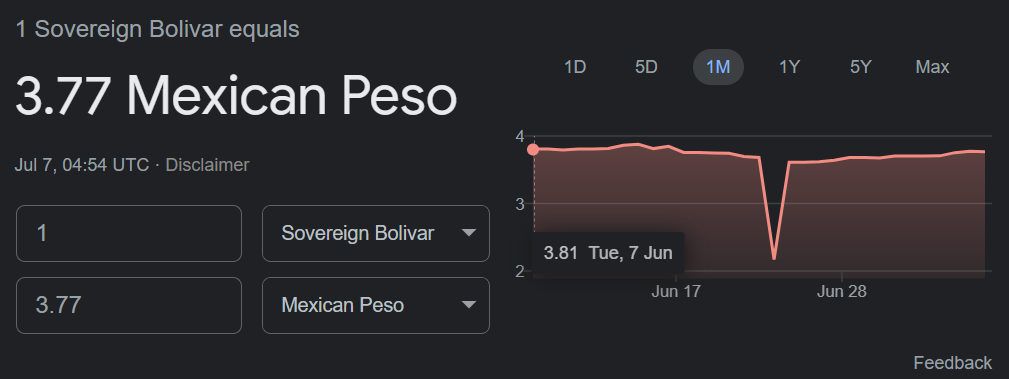 1 Sovereign Bolivar equals
3.77 Mexican Peso
Jul 7, 04:54 UTC · Disclaimer
1 Sovereign Bolivar
3.77 Mexican Peso
1D 5D 1M 1Y 5Y Max
4
3
2
3.81 Tue, 7 Jun
Jun 17 Jun 28
Feedback